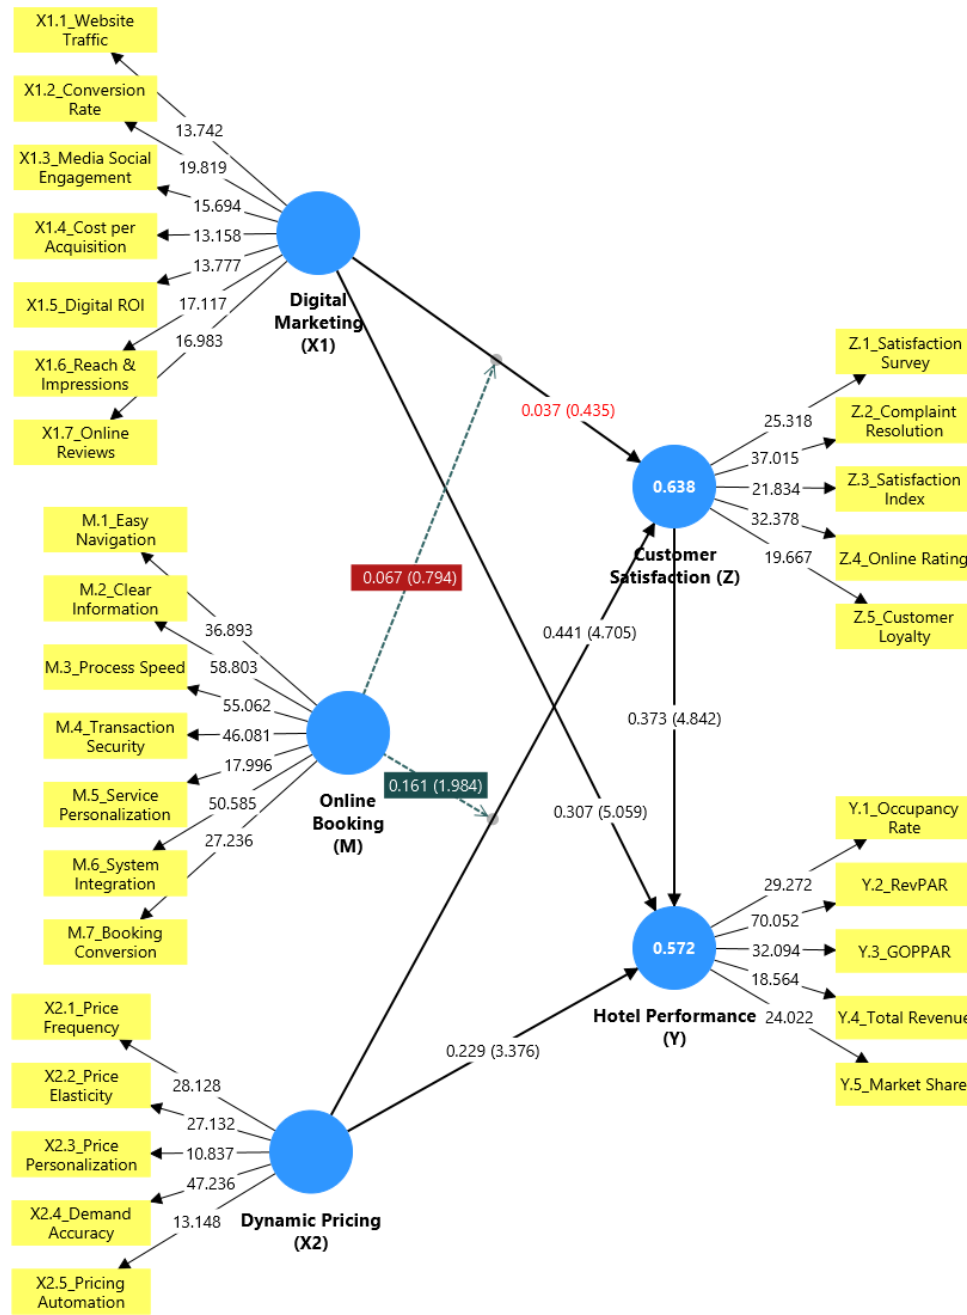 X1.1_Website
Traffic
X1.2_Conversion
Rate
X1.3_Media Social
Engagement
X1.4_Cost per
Acquisition
X1.5_Digital ROI
X1.6_Reach &
Impressions
X1.7_Online
Reviews
13.742
19.819
15.694
13.158
13.777
17.117
16.983
Digital
Marketing
(X1)
0.037 (0.435)
Z.1_Satisfaction
Survey
Z.2_Complaint
Resolution
Z.3_Satisfaction
Index
Z.4_Online Rating
Z.5_Customer
Loyalty
25.318
37.015
21.834
32.378
19.667
0.638
Customer
Satisfaction (Z)
M.1_Easy
Navigation
M.2_Clear
Information
M.3_Process Speed
M.4_Transaction
Security
M.5_Service
Personalization
M.6_System
Integration
M.7_Booking
Conversion
36.893
58.803
55.062
46.081
17.996
50.585
27.236
Online
Booking
(M)
0.067 (0.794)
0.161 (1.984)
0.441 (4.705)
0.373 (4.842)
0.307 (5.059)
Y.1_Occupancy
Rate
Y.2_RevPAR
Y.3_GOPPAR
Y.4_Total Revenue
Y.5_Market Share
29.272
70.052
32.094
18.564
24.022
0.572
Hotel Performance
(Y)
0.229 (3.376)
X2.1_Price
Frequency
X2.2_Price
Elasticity
X2.3_Price
Personalization
X2.4_Demand
Accuracy
X2.5_Pricing
Automation
28.128
27.132
10.837
47.236
13.148
Dynamic Pricing
(X2)